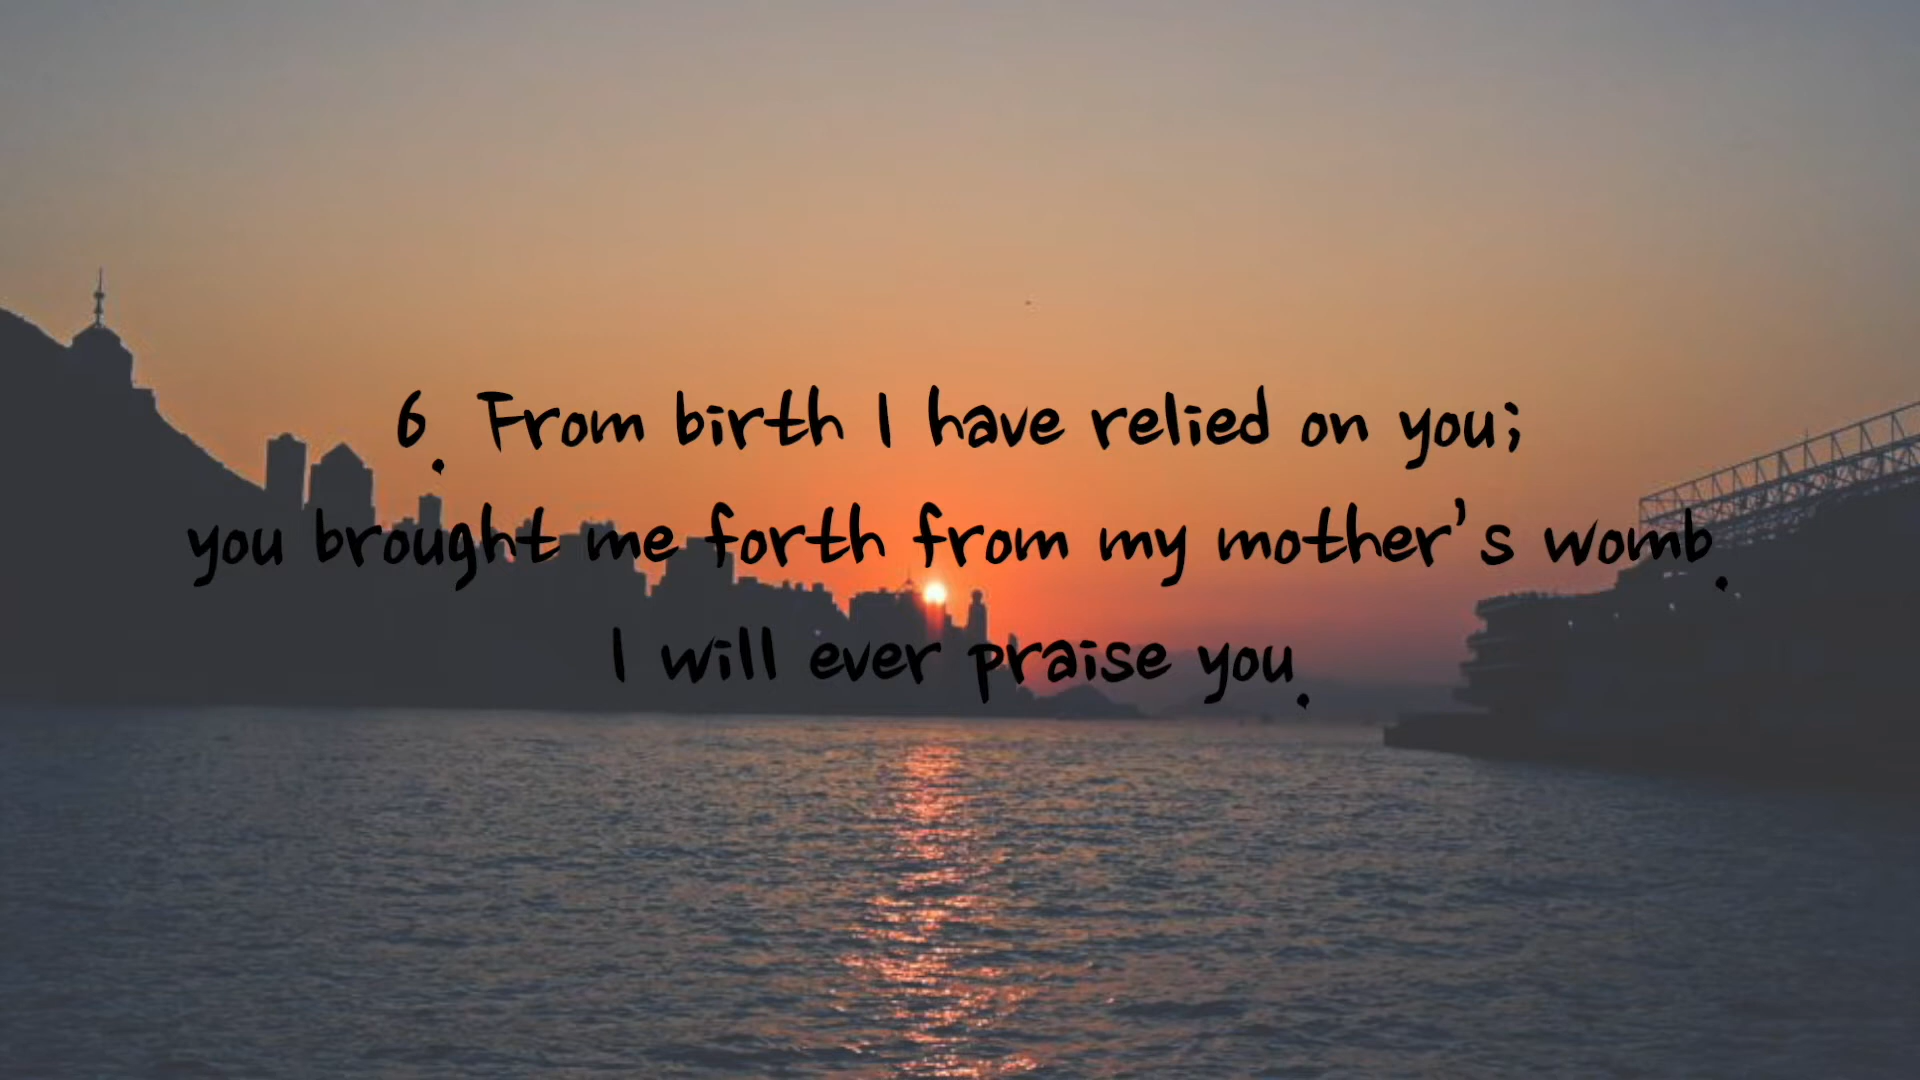 6. From birth I have relied on you;
you brought me forth from my mother's womb.
I will ever praise you.